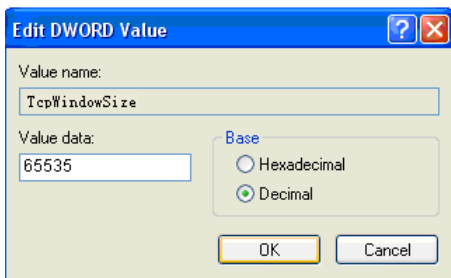 Edit DWORD Value
Value name:
TcpWindowSize
Value data:
65535
Base
Hexadecimal
Decimal
OK
Cancel